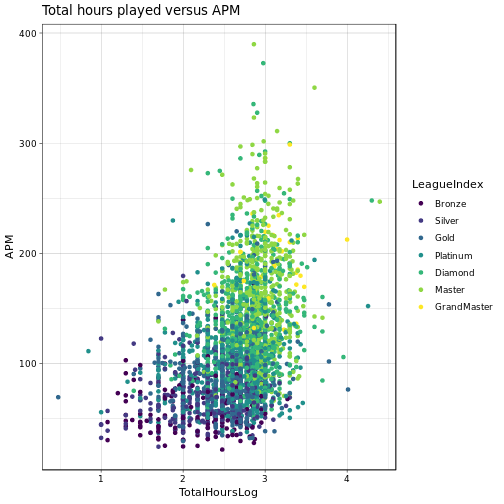 Total hours played versus APM
400
300
200
100
APM
1
2
3
4
TotalHoursLog
LeagueIndex
Bronze
Silver
Gold
Platinum
Diamond
Master
GrandMaster